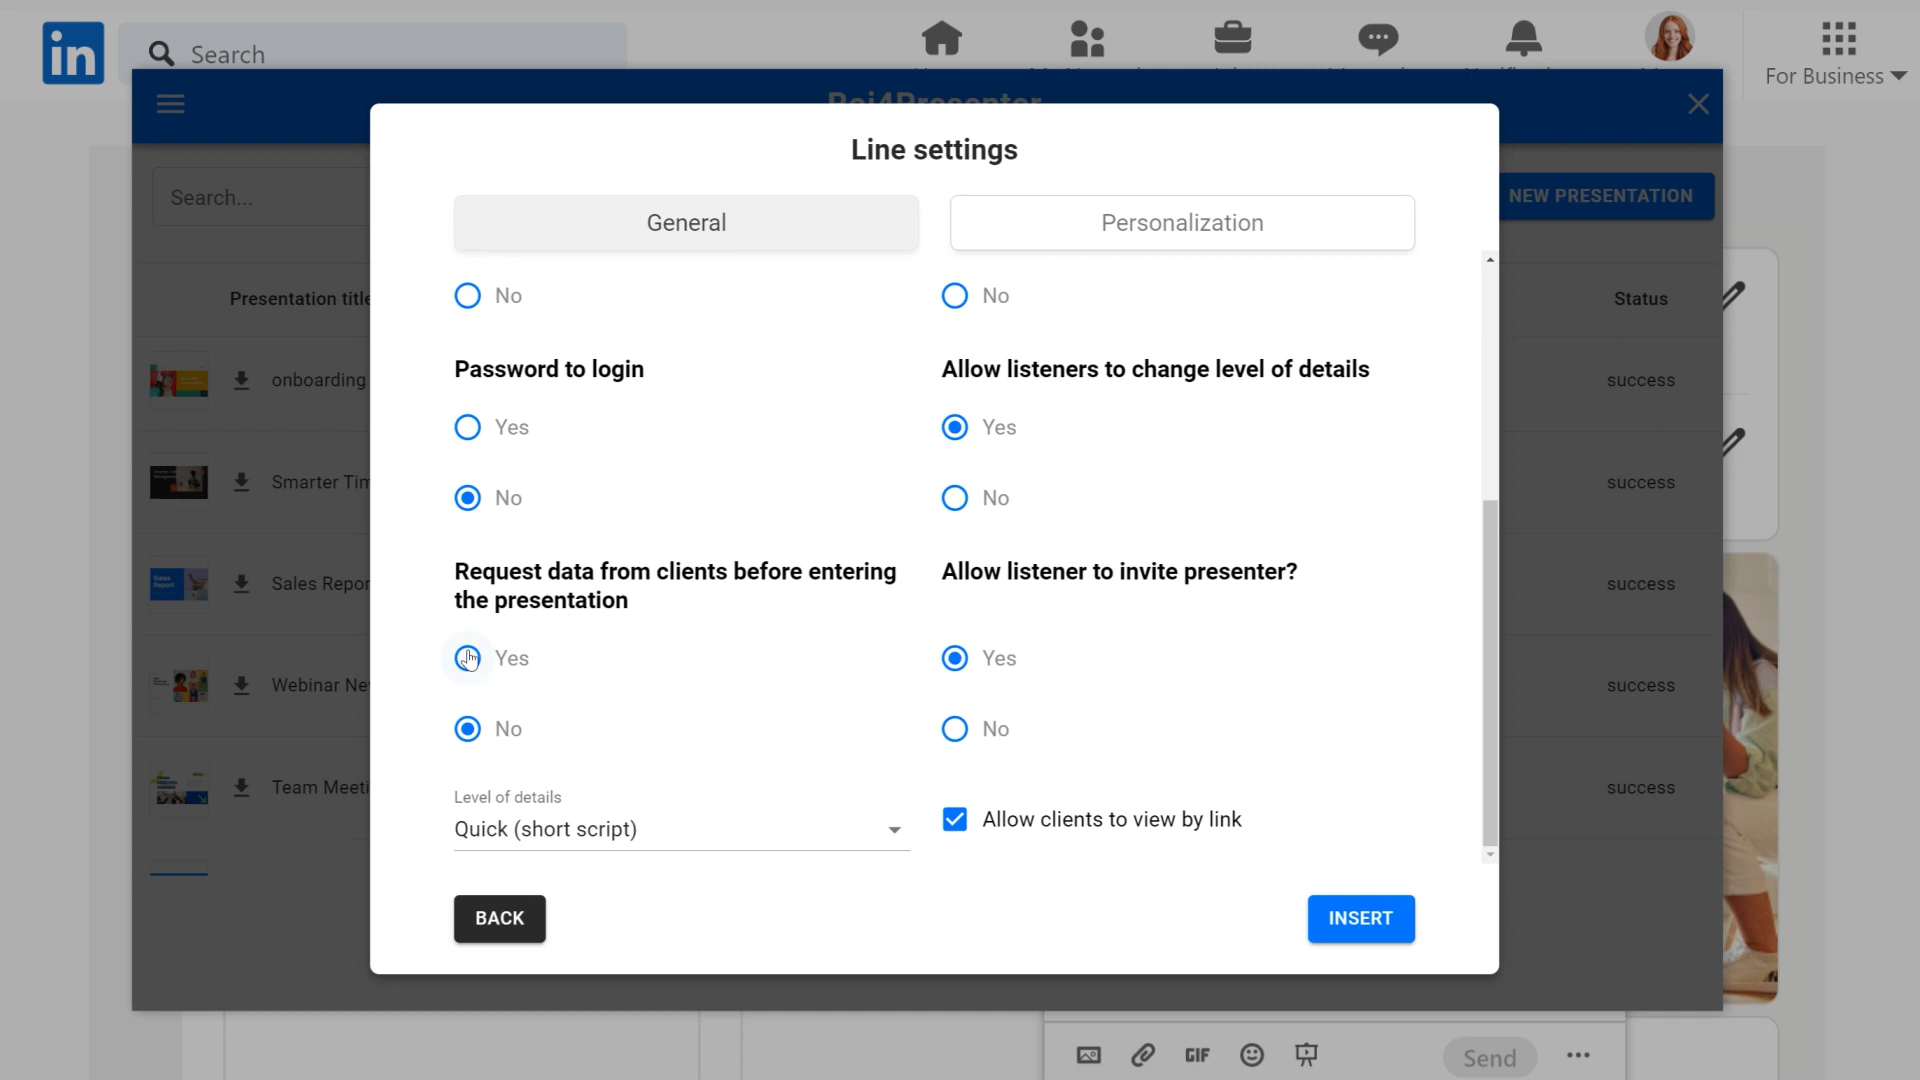 in
Search
For Business
Search...
NEW PRESENTATION
Presentation title
Status
onboarding
success
Smarter Tim
success
Sales Repor
success
Webinar Ne
success
Team Meeti
success
Line settings
General
Personalization
No
No
Password to login
Allow listeners to change level of details
Yes
Yes
No
No
Request data from clients before entering
the presentation
Allow listener to invite presenter?
Yes
Yes
No
No
Level of details
Quick (short script)
Allow clients to view by link
BACK
INSERT
GIF
Send